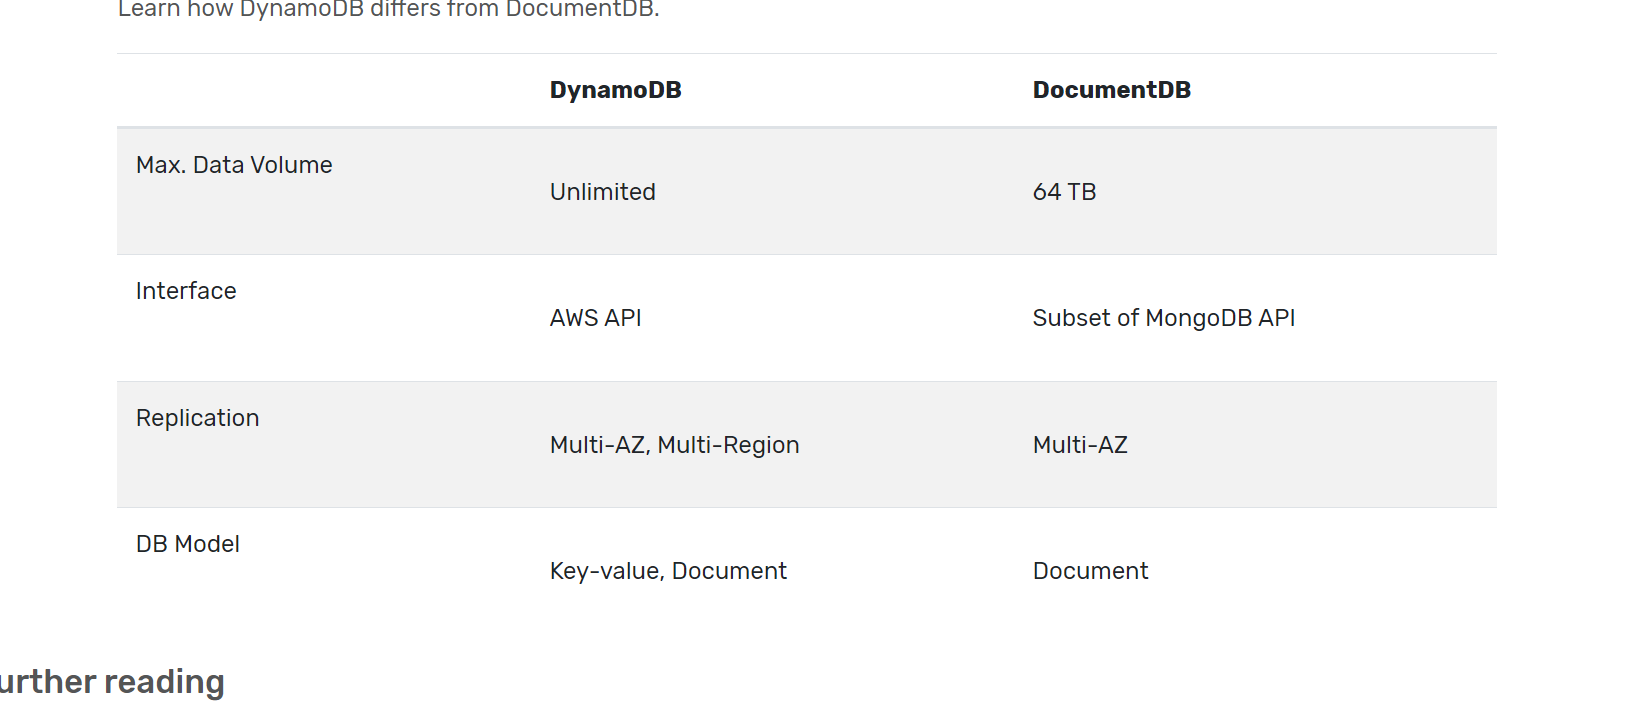 Learn how DynamoDB differs from DocumentDB.
DynamoDB DocumentDB
Max. Data Volume
Unlimited 64 TB
Interface
AWS API Subset of MongoDB API
Replication
Multi-AZ, Multi-Region Multi-AZ
DB Model
Key-value, Document Document
urther reading